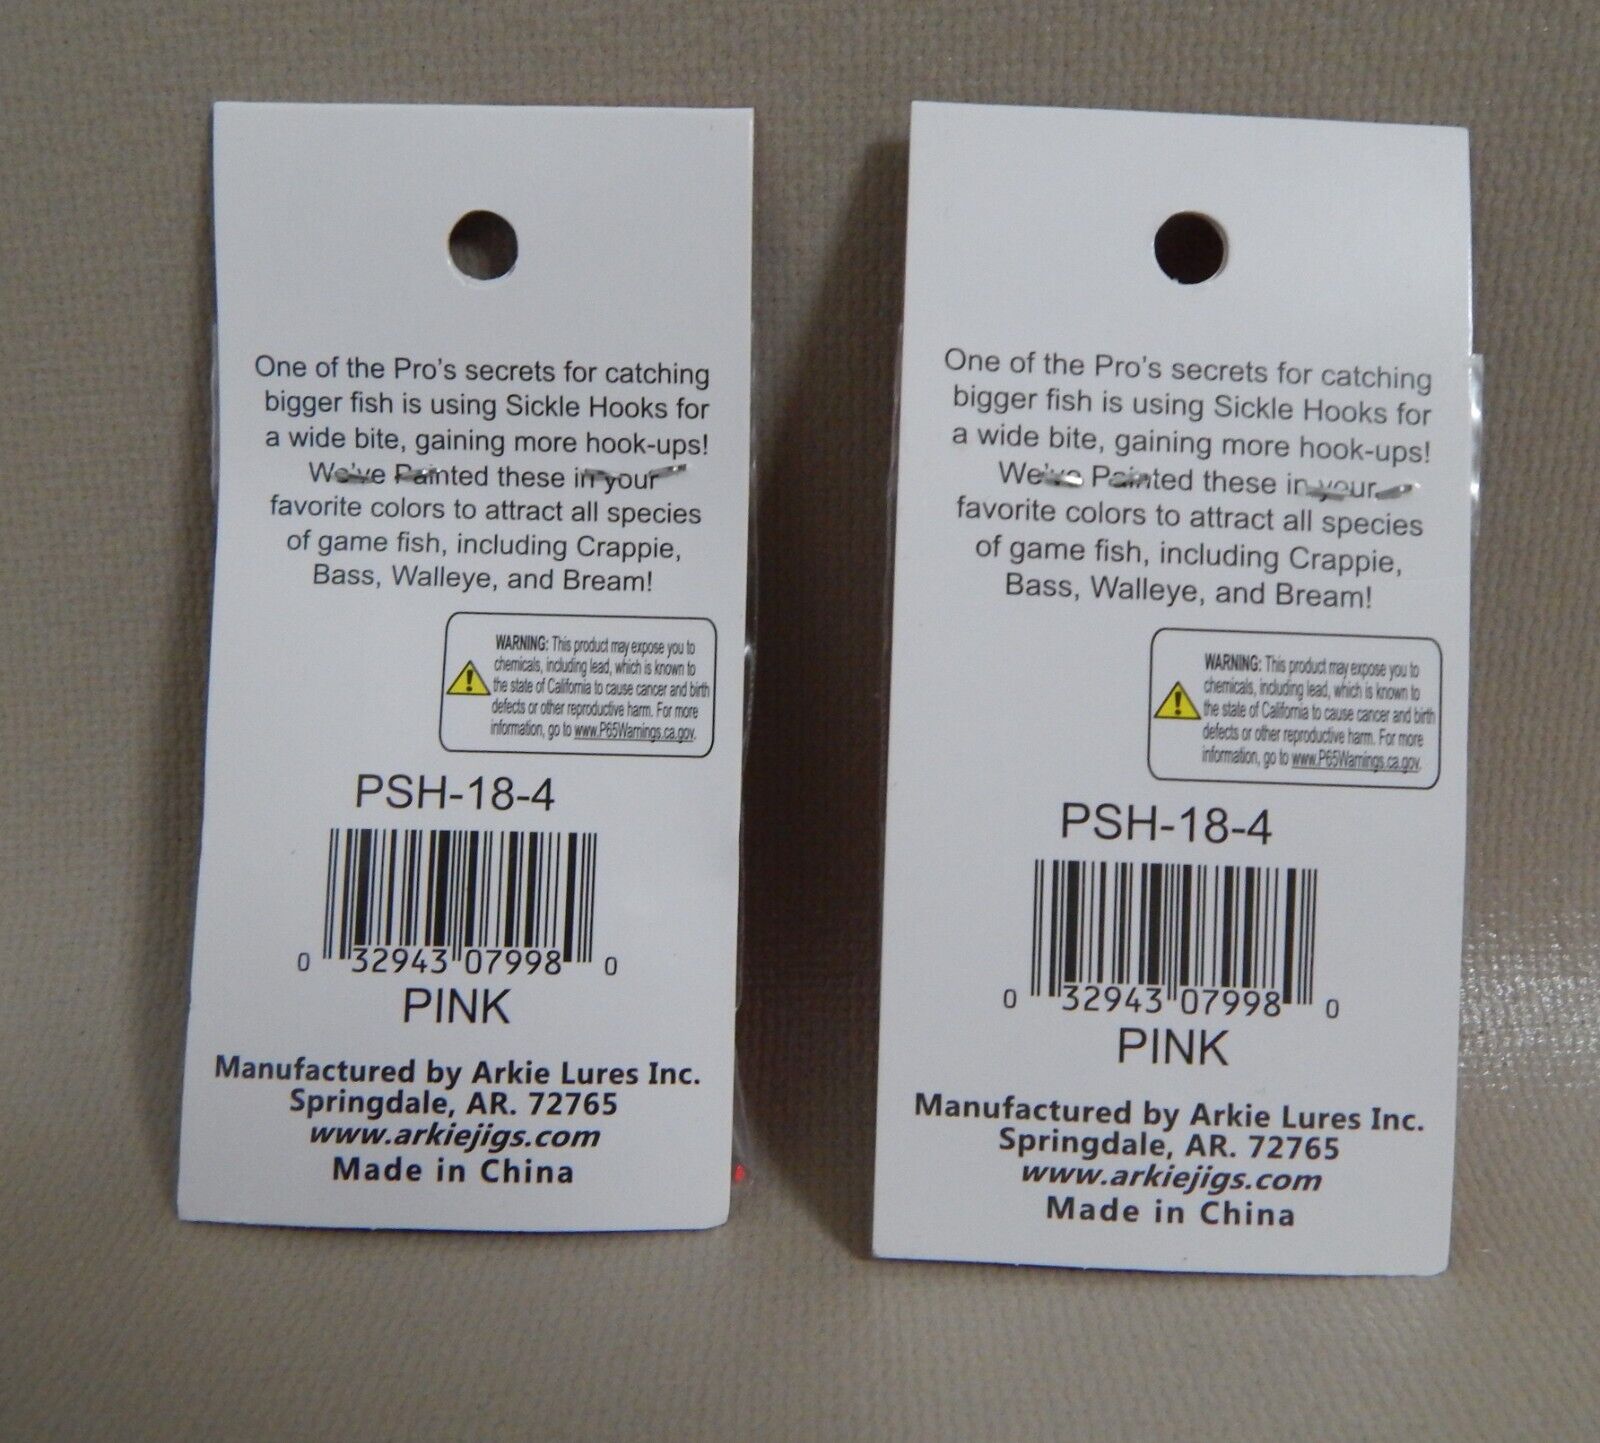 One of the Pro's secrets for catching
bigger fish is using Sickle Hooks for
a wide bite, gaining more hook-ups!
We've Painted these in your
favorite colors to attract all species
of game fish, including Crappie,
Bass, Walleye, and Bream!
WARNING: This product may expose you to
chemicals, including lead, which is known to
the state of California to cause cancer and birth
defects or other reproductive harm. For more
information, go to www.P65Warnings.ca.gov.
PSH-18-4
0 32943 07998 0
PINK
Manufactured by Arkie Lures Inc.
Springdale, AR. 72765
www.arkiejigs.com
Made in China
One of the Pro's secrets for catching
bigger fish is using Sickle Hooks for
a wide bite, gaining more hook-ups!
We've Painted these in your
favorite colors to attract all species
of game fish, including Crappie,
Bass, Walleye, and Bream!
WARNING: This product may expose you to
chemicals, including lead, which is known to
the state of California to cause cancer and birth
defects or other reproductive harm. For more
information, go to www.P65Warnings.ca.gov.
PSH-18-4
0 32943 07998 0
PINK
Manufactured by Arkie Lures Inc.
Springdale, AR. 72765
www.arkiejigs.com
Made in China